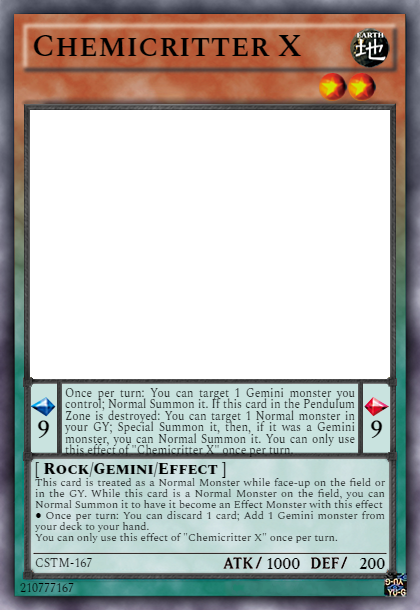 CHEMICRITTER X
EARTH
地
Once per turn: You can target 1 Gemini monster you
control; Normal Summon it. If this card in the Pendulum
Zone is destroyed: You can target 1 Normal monster in
your GY; Special Summon it, then, if it was a Gemini
monster, you can Normal Summon it. You can only use
this effect of "Chemicritter X" once per turn.
9
9
[ ROCK/GEMINI/EFFECT ]
This card is treated as a Normal Monster while face-up on the field or
in the GY. While this card is a Normal Monster on the field, you can
Normal Summon it to have it become an Effect Monster with this effect
● Once per turn: You can discard 1 card; Add 1 Gemini monster from
your deck to your hand.
You can only use this effect of "Chemicritter X" once per turn.
CSTM-167
ATK/ 1000 DEF/ 200
210777167